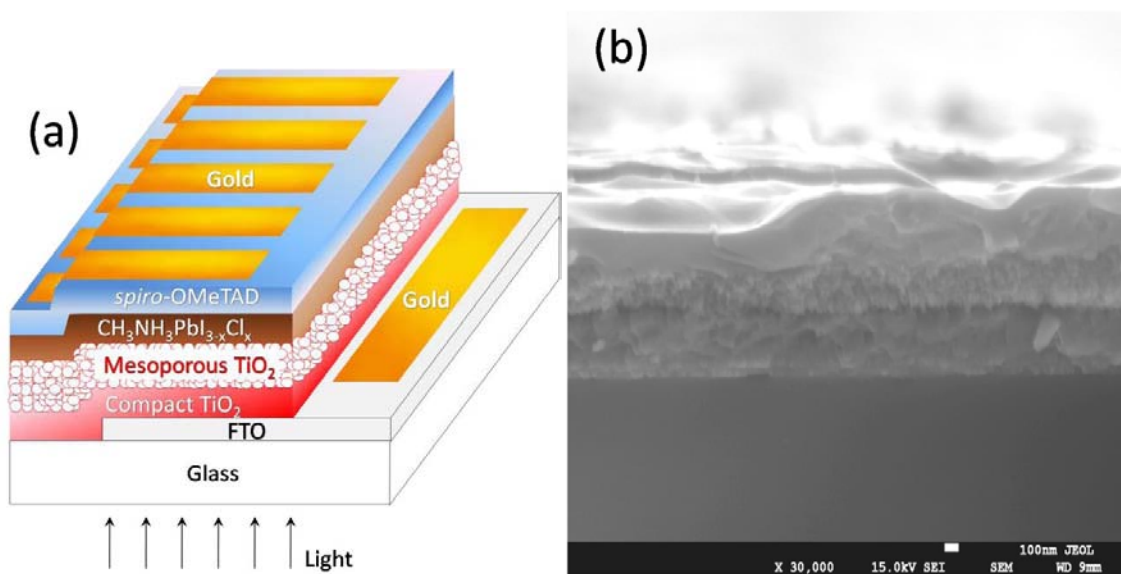 (a)
Gold
spiro-OMeTAD
CH₃NH₃PbI₃₋ₓClₓ
Mesoporous TiO₂
Compact TiO₂
FTO
Glass
Gold
Light
(b)
100nm JEOL
X 30,000 15.0kV SEI SEM WD 9mm